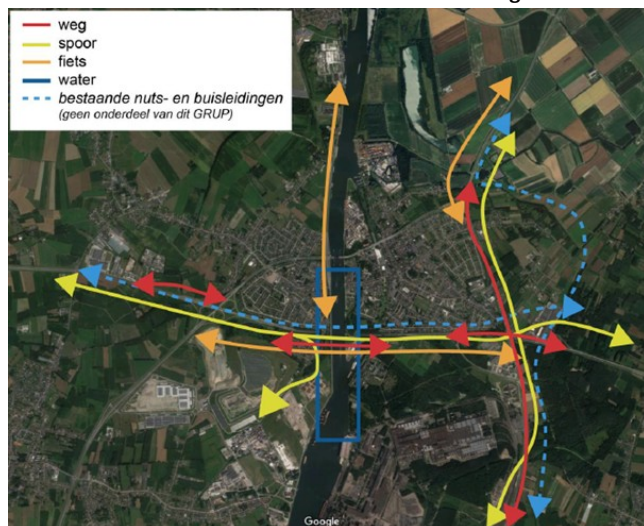 weg
spoor
fiets
water
bestaande nuts- en buisleidingen
(geen onderdeel van dit GRUP)
Google